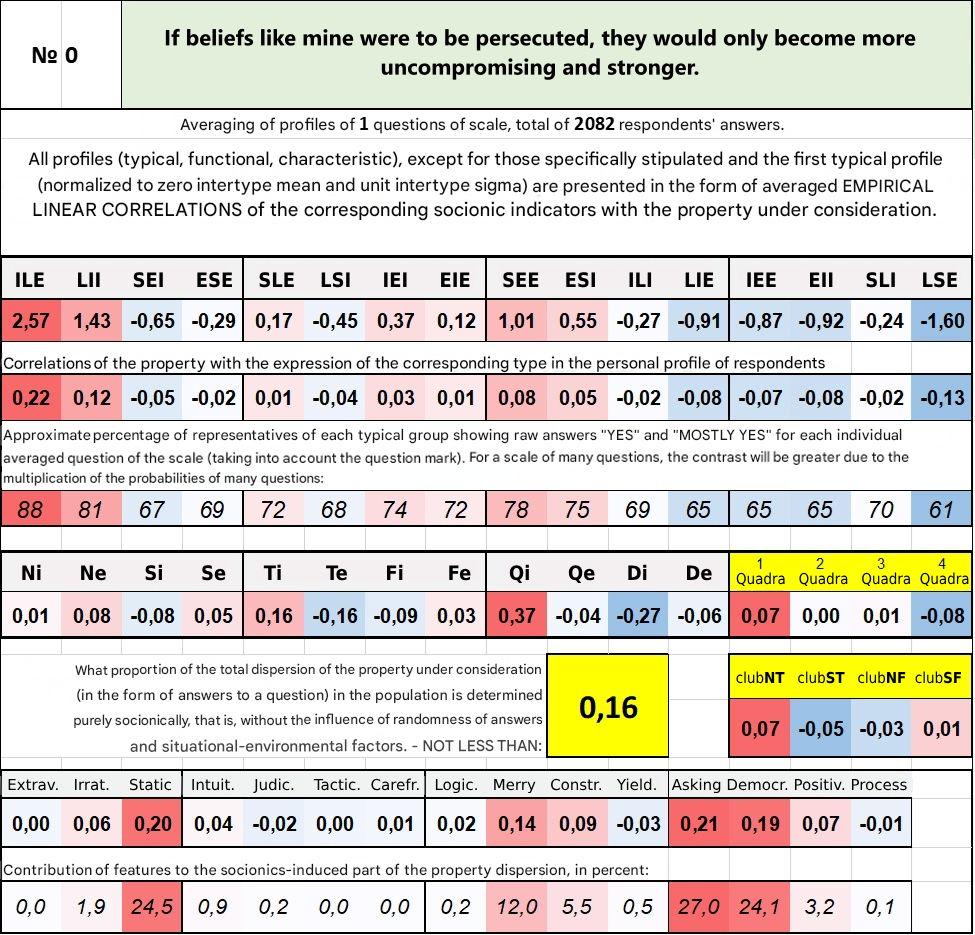 № 0
If beliefs like mine were to be persecuted, they would only become more
uncompromising and stronger.
Averaging of profiles of 1 questions of scale, total of 2082 respondents' answers.
All profiles (typical, functional, characteristic), except for those specifically stipulated and the first typical profile
(normalized to zero intertype mean and unit intertype sigma) are presented in the form of averaged EMPIRICAL
LINEAR CORRELATIONS of the corresponding socionic indicators with the property under consideration.
ILE LII SEI ESE SLE LSI IEI EIE SEE ESI ILI LIE IEE EII SLI LSE
2,57 1,43 -0,65 -0,29 0,17 -0,45 0,37 0,12 1,01 0,55 -0,27 -0,91 -0,87 -0,92 -0,24 -1,60
Correlations of the property with the expression of the corresponding type in the personal profile of respondents
0,22 0,12 -0,05 -0,02 0,01 -0,04 0,03 0,01 0,08 0,05 -0,02 -0,08 -0,07 -0,08 -0,02 -0,13
Approximate percentage of representatives of each typical group showing raw answers "YES" and "MOSTLY YES" for each individual
averaged question of the scale (taking into account the question mark). For a scale of many questions, the contrast will be greater due to the
multiplication of the probabilities of many questions:
88 81 67 69 72 68 74 72 78 75 69 65 65 65 70 61
Ni Ne Si Se Ti Te Fi Fe Qi Qe Di De 1 2 3 4
Quadra Quadra Quadra Quadra
0,01 0,08 -0,08 0,05 0,16 -0,16 -0,09 0,03 0,37 -0,04 -0,27 -0,06 0,07 0,00 0,01 -0,08
What proportion of the total dispersion of the property under consideration
(in the form of answers to a question) in the population is determined
purely socionically, that is, without the influence of randomness of answers
and situational-environmental factors. - NOT LESS THAN:
0,16
clubNT clubST clubNF clubSF
0,07 -0,05 -0,03 0,01
Extrav. Irrat. Static Intuit. Judic. Tactic. Carefr. Logic. Merry Constr. Yield. Asking Democr. Positiv. Process
0,00 0,06 0,20 0,04 -0,02 0,00 0,01 0,02 0,14 0,09 -0,03 0,21 0,19 0,07 -0,01
Contribution of features to the socionics-induced part of the property dispersion, in percent:
0,0 1,9 24,5 0,9 0,2 0,0 0,0 0,2 12,0 5,5 0,5 27,0 24,1 3,2 0,1